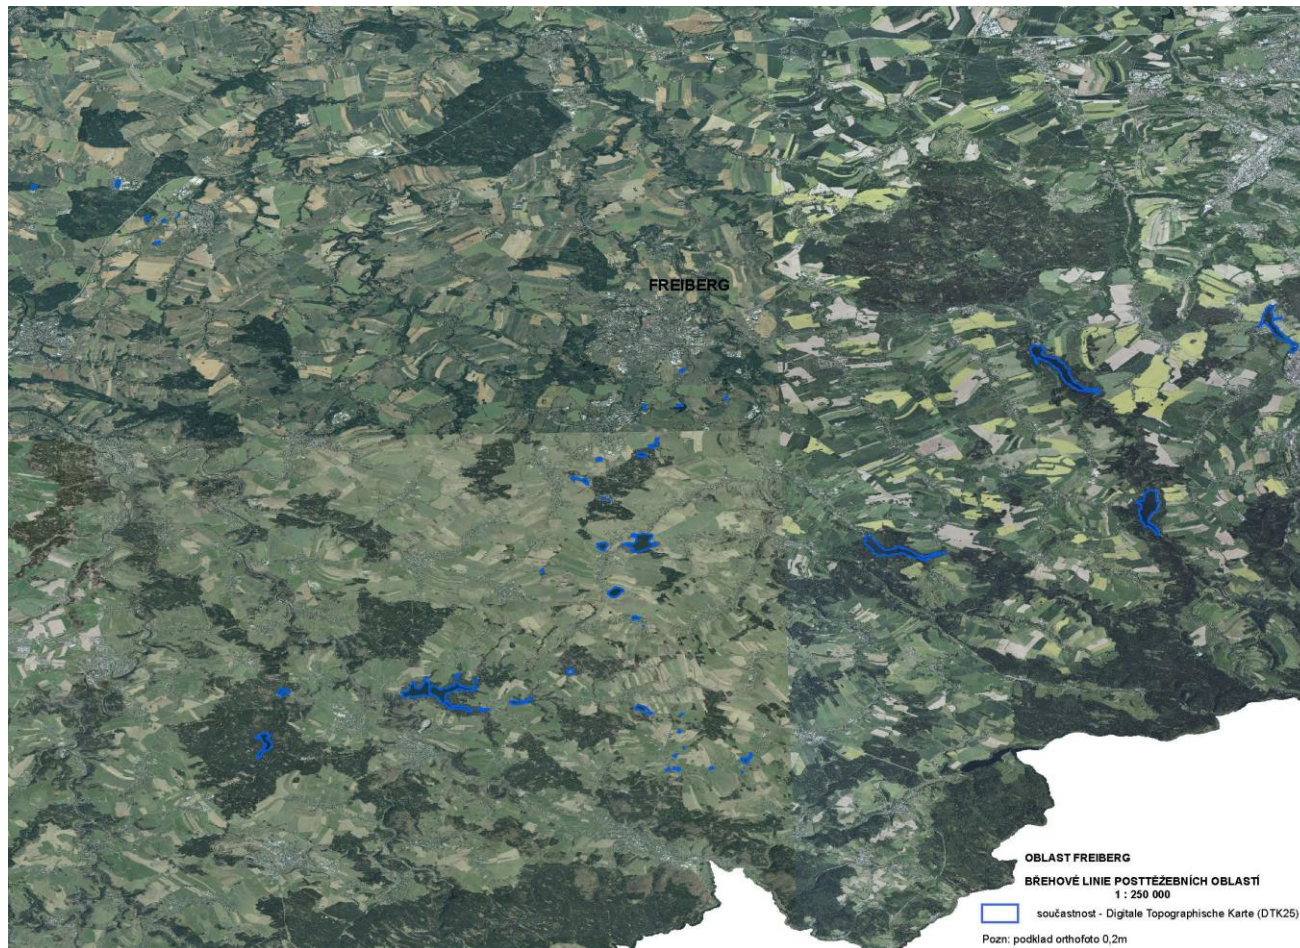 FREIBERG
OBLAST FREIBERG
BŘEHOVÉ LINIE POSTTĚŽEBNÍCH OBLASTÍ
1 : 250 000
součastnost - Digitale Topographische Karte (DTK25)
Pozn: podklad orthofoto 0,2m